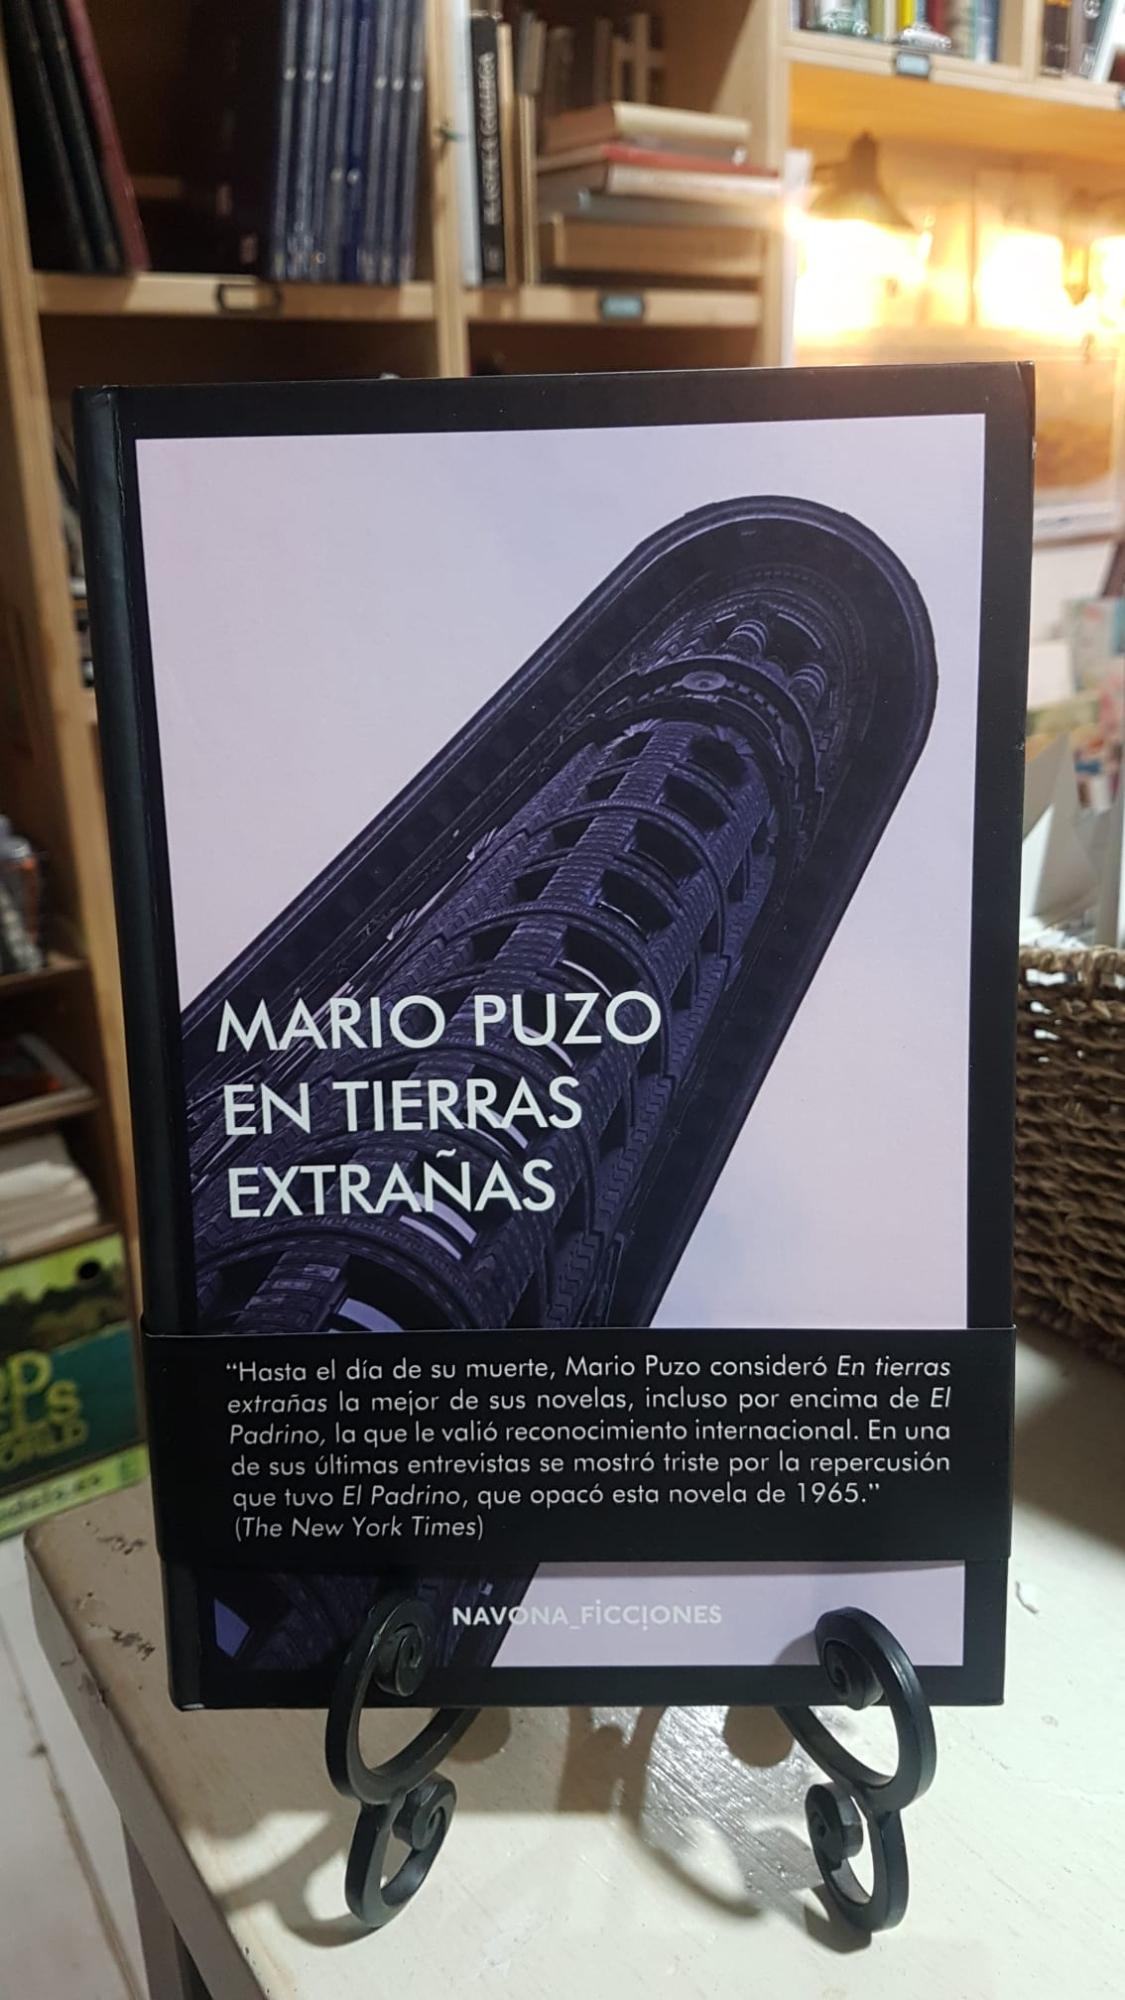 MARIO PUZO
EN TIERRAS
EXTRAÑAS
“Hasta el día de su muerte, Mario Puzo consideró En tierras
extrañas la mejor de sus novelas, incluso por encima de El
Padrino, la que le valió reconocimiento internacional. En una
de sus últimas entrevistas se mostró triste por la repercusión
que tuvo El Padrino, que opacó esta novela de 1965.”
(The New York Times)
NAVONA_FICCIONES